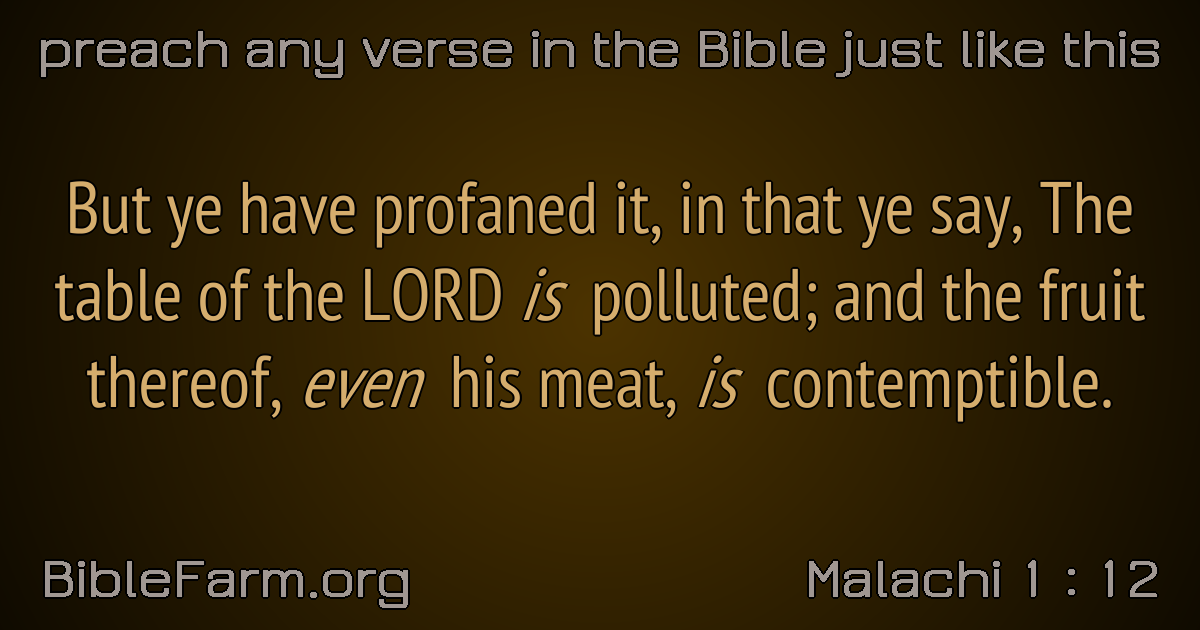 preach any verse in the Bible just like this
But ye have profaned it, in that ye say, The
table of the LORD is polluted; and the fruit
thereof, even his meat, is contemptible.
BibleFarm.org
Malachi 1 : 12